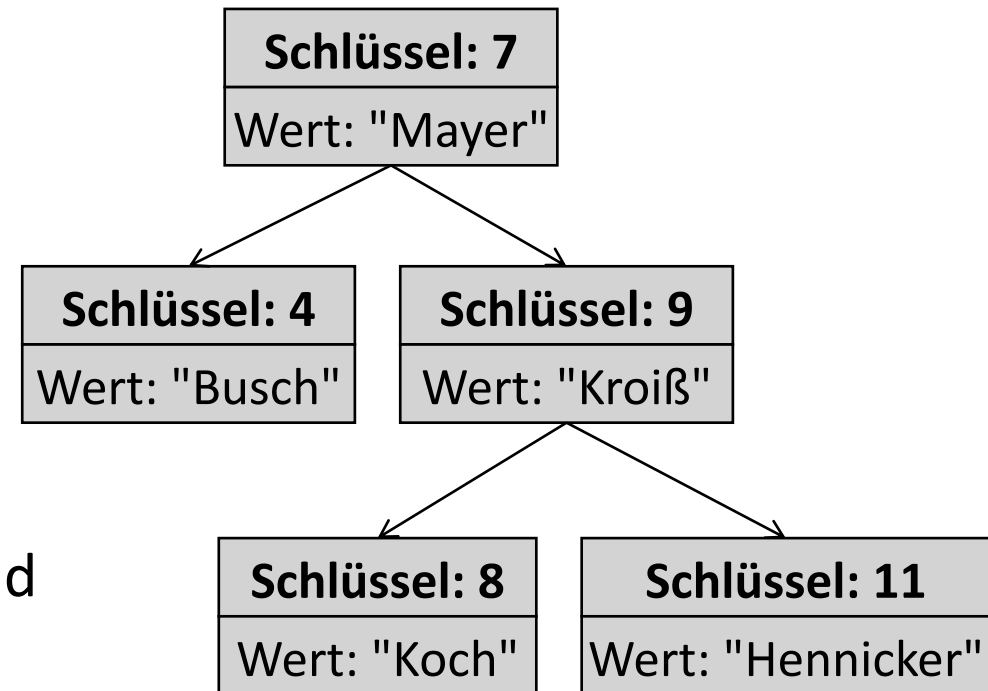 Schlüssel: 7
Wert: "Mayer"
Schlüssel: 4
Wert: "Busch"
Schlüssel: 9
Wert: "Kroiß"
d
Schlüssel: 8
Wert: "Koch"
Schlüssel: 11
Wert: "Hennicker"